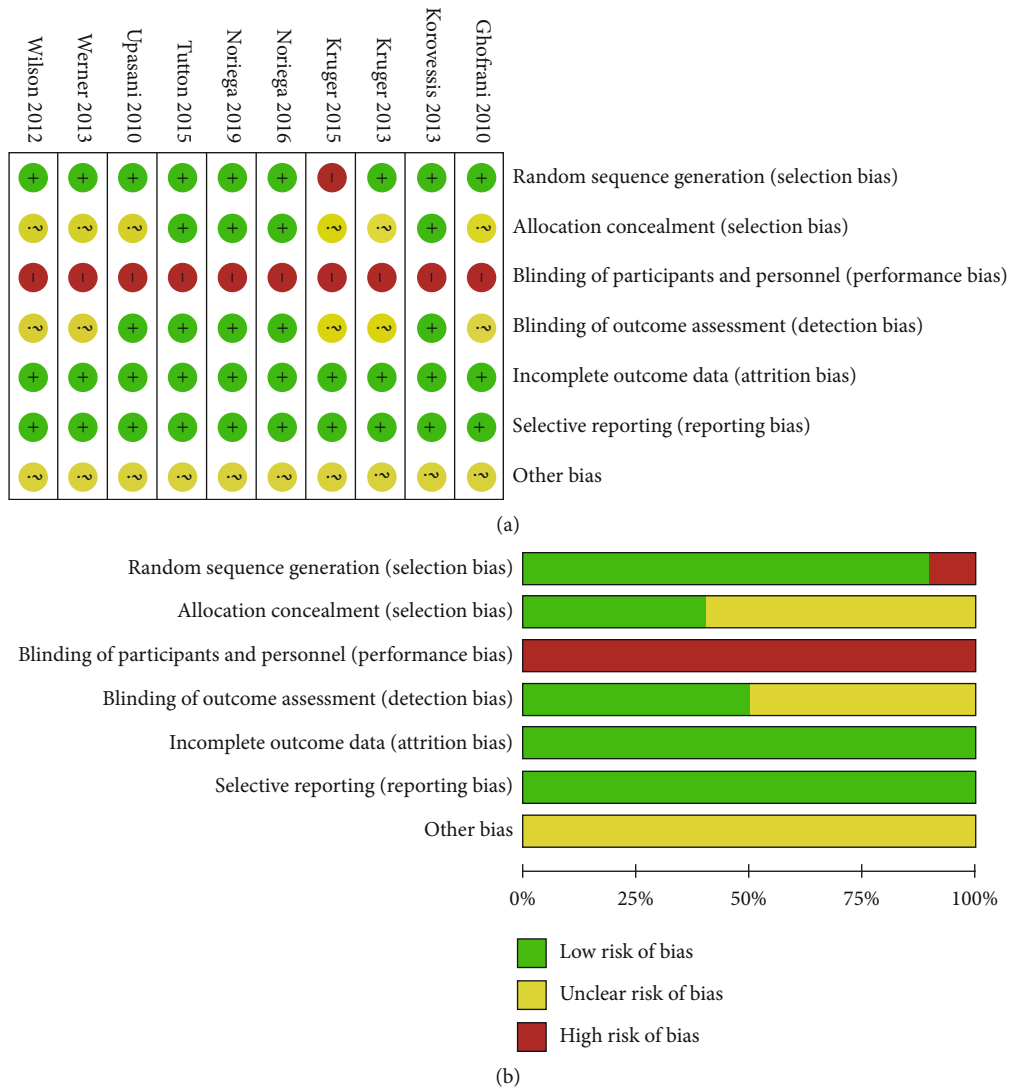 Wilson 2012
Werner 2013
Upasani 2010
Tutton 2015
Noriega 2019
Noriega 2016
Kruger 2015
Kruger 2013
Korovessis 2013
Ghofrani 2010
+ + + + + + – + + + Random sequence generation (selection bias)
? ? ? + + + ? ? + ? Allocation concealment (selection bias)
– – – – – – – – – – Blinding of participants and personnel (performance bias)
? ? + + + + ? ? + ? Blinding of outcome assessment (detection bias)
+ + + + + + + + + + Incomplete outcome data (attrition bias)
+ + + + + + + + + + Selective reporting (reporting bias)
? ? ? ? ? ? ? ? ? ? Other bias
(a)
Random sequence generation (selection bias)
Allocation concealment (selection bias)
Blinding of participants and personnel (performance bias)
Blinding of outcome assessment (detection bias)
Incomplete outcome data (attrition bias)
Selective reporting (reporting bias)
Other bias
0% 25% 50% 75% 100%
Low risk of bias
Unclear risk of bias
High risk of bias
(b)